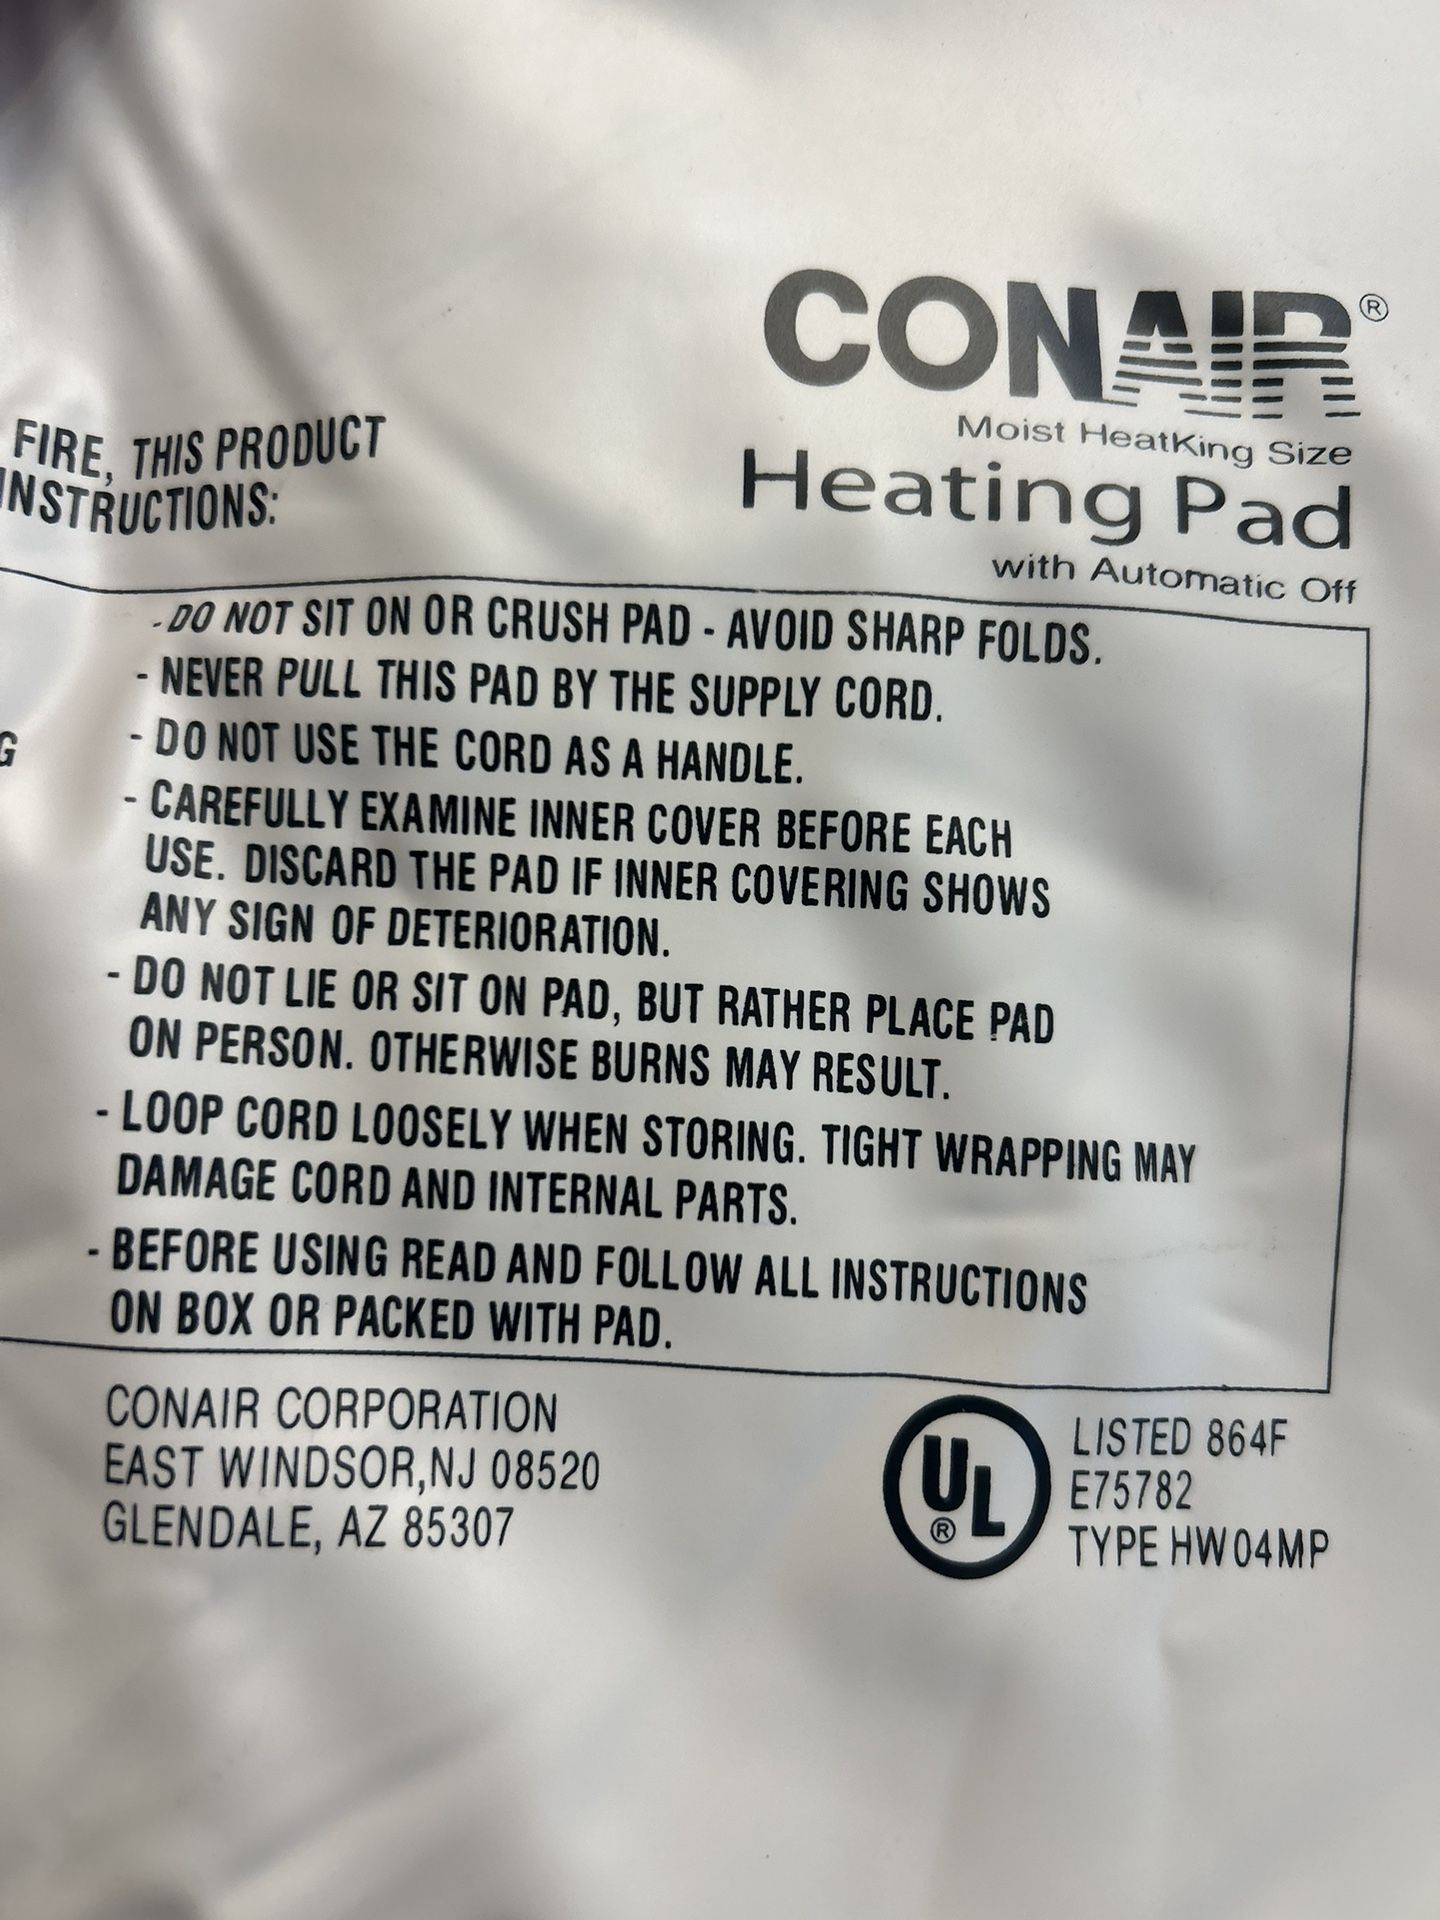 CONAIR®
Moist HeatKing Size
Heating Pad
with Automatic Off
FIRE, THIS PRODUCT
INSTRUCTIONS:
- DO NOT SIT ON OR CRUSH PAD - AVOID SHARP FOLDS.
- NEVER PULL THIS PAD BY THE SUPPLY CORD.
- DO NOT USE THE CORD AS A HANDLE.
- CAREFULLY EXAMINE INNER COVER BEFORE EACH
USE. DISCARD THE PAD IF INNER COVERING SHOWS
ANY SIGN OF DETERIORATION.
- DO NOT LIE OR SIT ON PAD, BUT RATHER PLACE PAD
ON PERSON. OTHERWISE BURNS MAY RESULT.
- LOOP CORD LOOSELY WHEN STORING. TIGHT WRAPPING MAY
DAMAGE CORD AND INTERNAL PARTS.
- BEFORE USING READ AND FOLLOW ALL INSTRUCTIONS
ON BOX OR PACKED WITH PAD.
CONAIR CORPORATION
EAST WINDSOR,NJ 08520
GLENDALE, AZ 85307
UL®
LISTED 864F
E75782
TYPE HW04MP